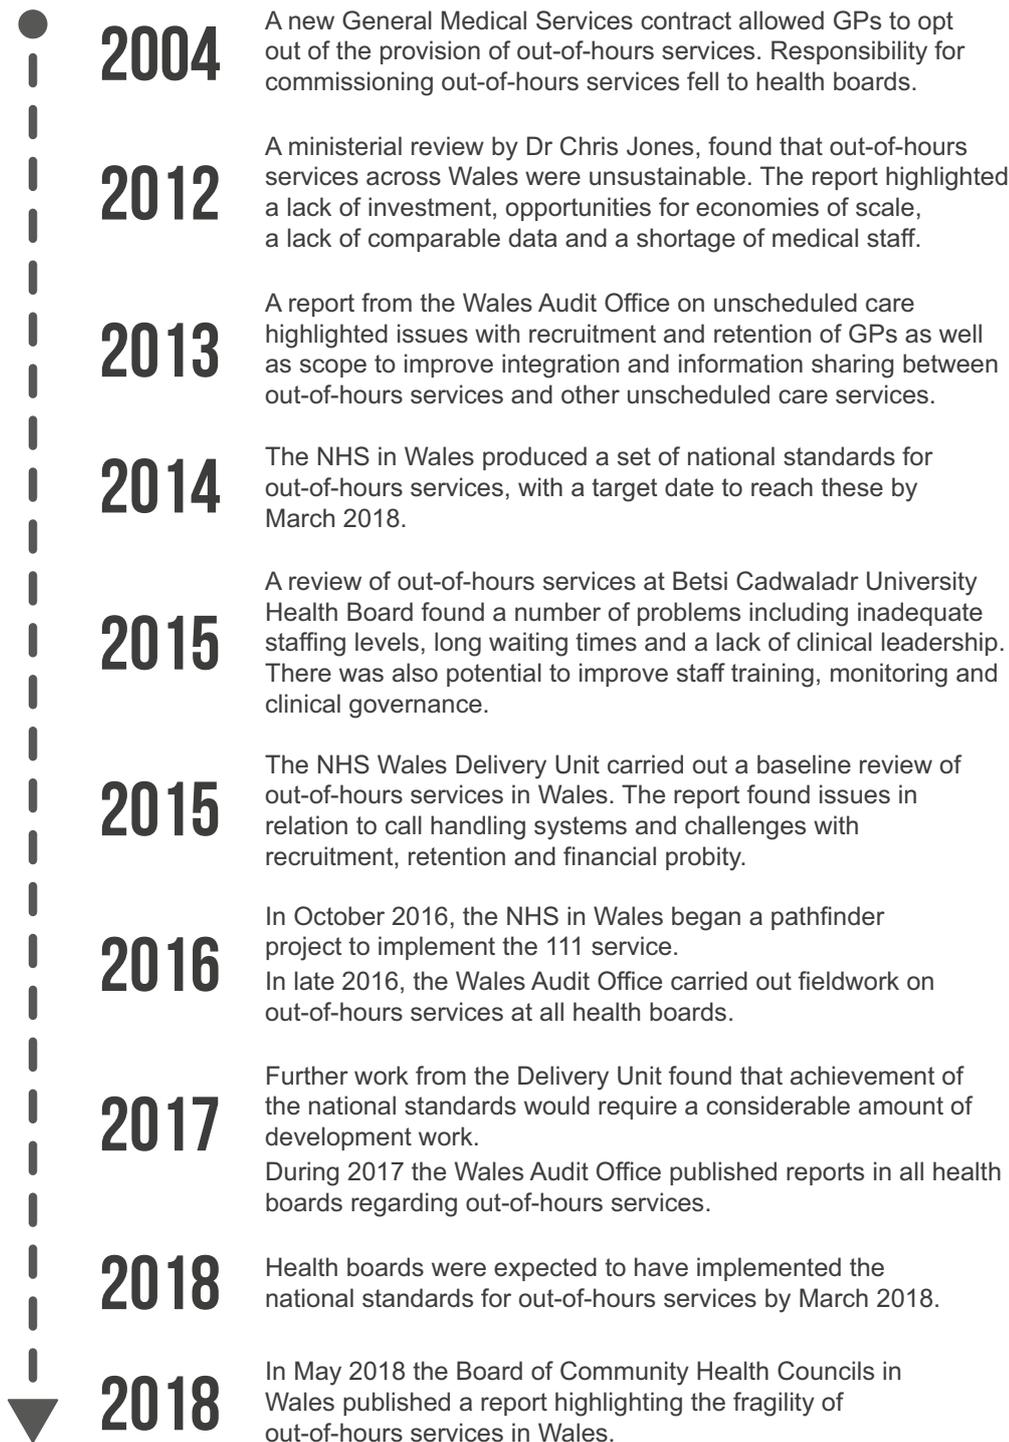 2004
A new General Medical Services contract allowed GPs to opt
out of the provision of out-of-hours services. Responsibility for
commissioning out-of-hours services fell to health boards.
2012
A ministerial review by Dr Chris Jones, found that out-of-hours
services across Wales were unsustainable. The report highlighted
a lack of investment, opportunities for economies of scale,
a lack of comparable data and a shortage of medical staff.
2013
A report from the Wales Audit Office on unscheduled care
highlighted issues with recruitment and retention of GPs as well
as scope to improve integration and information sharing between
out-of-hours services and other unscheduled care services.
2014
The NHS in Wales produced a set of national standards for
out-of-hours services, with a target date to reach these by
March 2018.
2015
A review of out-of-hours services at Betsi Cadwaladr University
Health Board found a number of problems including inadequate
staffing levels, long waiting times and a lack of clinical leadership.
There was also potential to improve staff training, monitoring and
clinical governance.
2015
The NHS Wales Delivery Unit carried out a baseline review of
out-of-hours services in Wales. The report found issues in
relation to call handling systems and challenges with
recruitment, retention and financial probity.
2016
In October 2016, the NHS in Wales began a pathfinder
project to implement the 111 service.
In late 2016, the Wales Audit Office carried out fieldwork on
out-of-hours services at all health boards.
2017
Further work from the Delivery Unit found that achievement of
the national standards would require a considerable amount of
development work.
During 2017 the Wales Audit Office published reports in all health
boards regarding out-of-hours services.
2018
Health boards were expected to have implemented the
national standards for out-of-hours services by March 2018.
2018
In May 2018 the Board of Community Health Councils in
Wales published a report highlighting the fragility of
out-of-hours services in Wales.